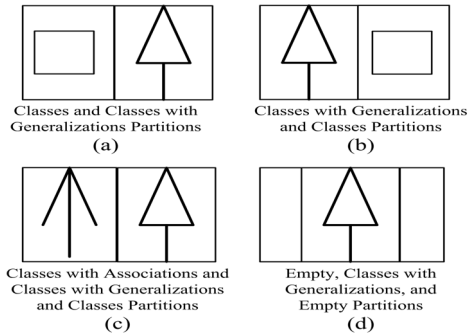 Classes and Classes with
Generalizations Partitions
(a)
Classes with Generalizations
and Classes Partitions
(b)
Classes with Associations and
Classes with Generalizations
and Classes Partitions
(c)
Empty, Classes with
Generalizations, and
Empty Partitions
(d)